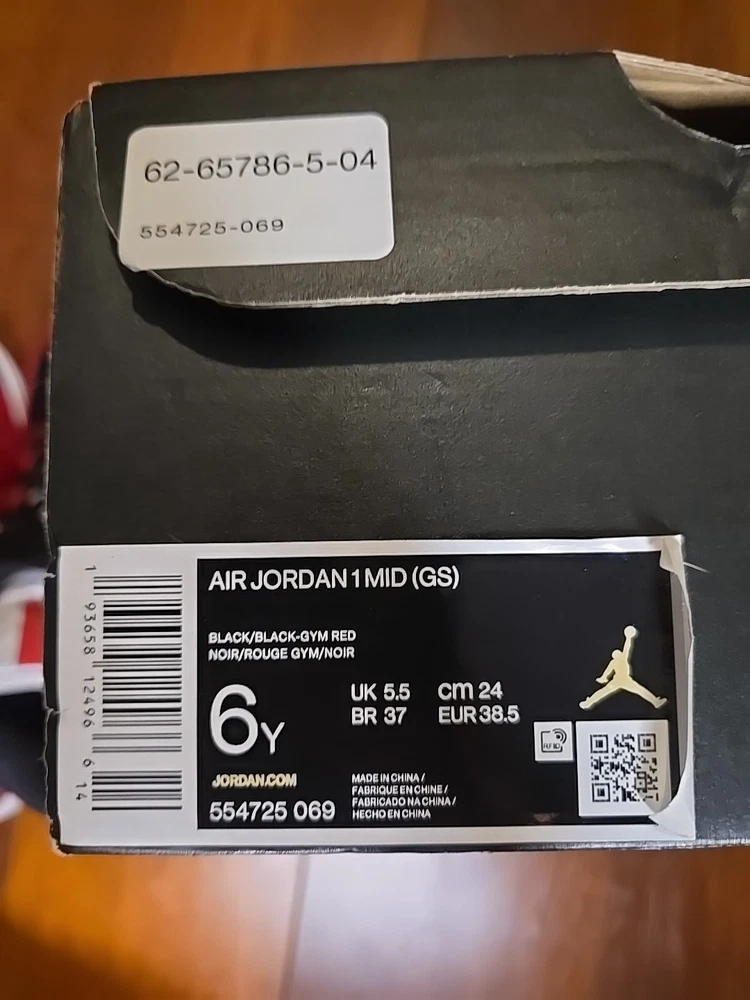 62-65786-5-04
554725-069
AIR JORDAN 1 MID (GS)
BLACK/BLACK-GYM RED
NOIR/ROUGE GYM/NOIR
6Y
UK 5.5 cm 24
BR 37 EUR 38.5
JORDAN.COM
554725 069
MADE IN CHINA /
FABRIQUE EN CHINE /
FABRICADO NA CHINA /
HECHO EN CHINA
RFID
1 93658 12496 6 14